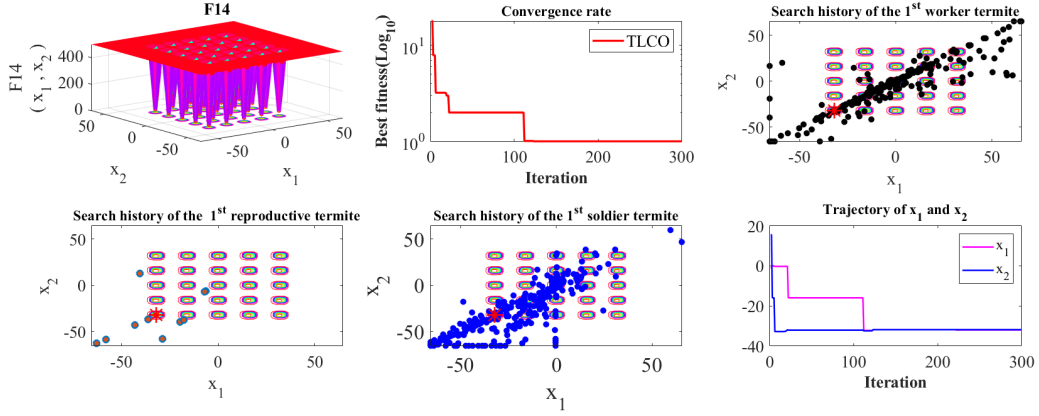 F14
F14
( x1 , x2 )
400
200
0
50
0
-50
x2
-50
0
50
x1
Convergence rate
Best fitness(Log10)
10^1
10^0
TLCO
0
100
200
300
Iteration
Search history of the 1st worker termite
x2
50
0
-50
-50
0
50
x1
Search history of the 1st reproductive termite
x2
50
0
-50
-50
0
50
x1
Search history of the 1st soldier termite
x2
50
0
-50
-50
0
50
x1
Trajectory of x1 and x2
20
0
-20
-40
x1
x2
0
100
200
300
Iteration